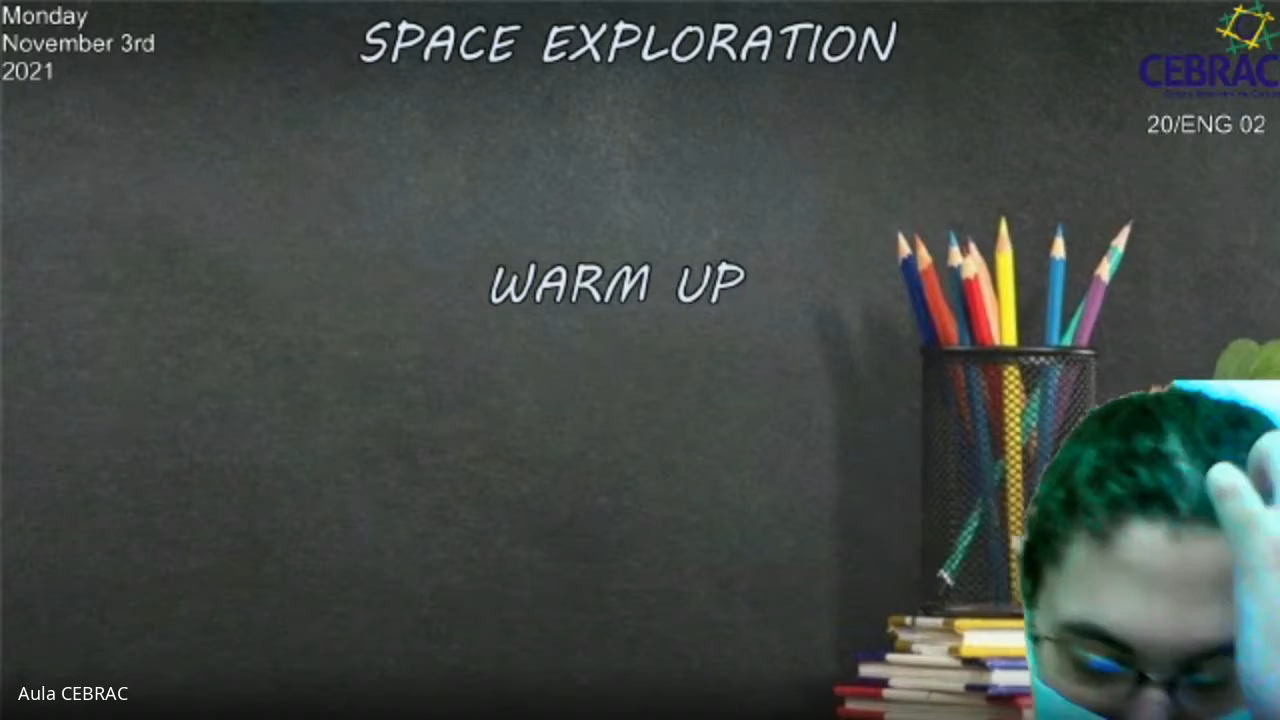 Monday
November 3rd
2021
SPACE EXPLORATION
CEBRAC
20/ENG 02
WARM UP
Aula CEBRAC